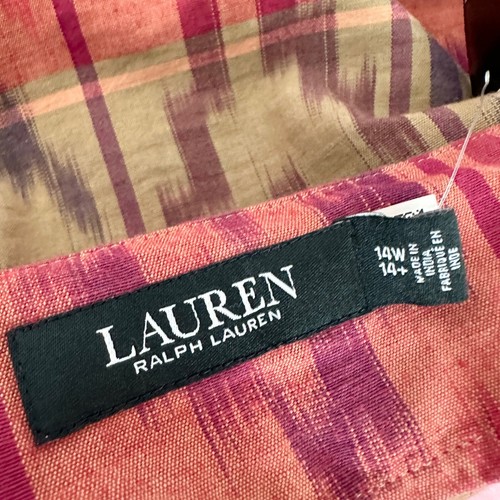 LAUREN
RALPH LAUREN
14W
14+
MADE IN
INDIA
FABRIQUÉ EN
INDE